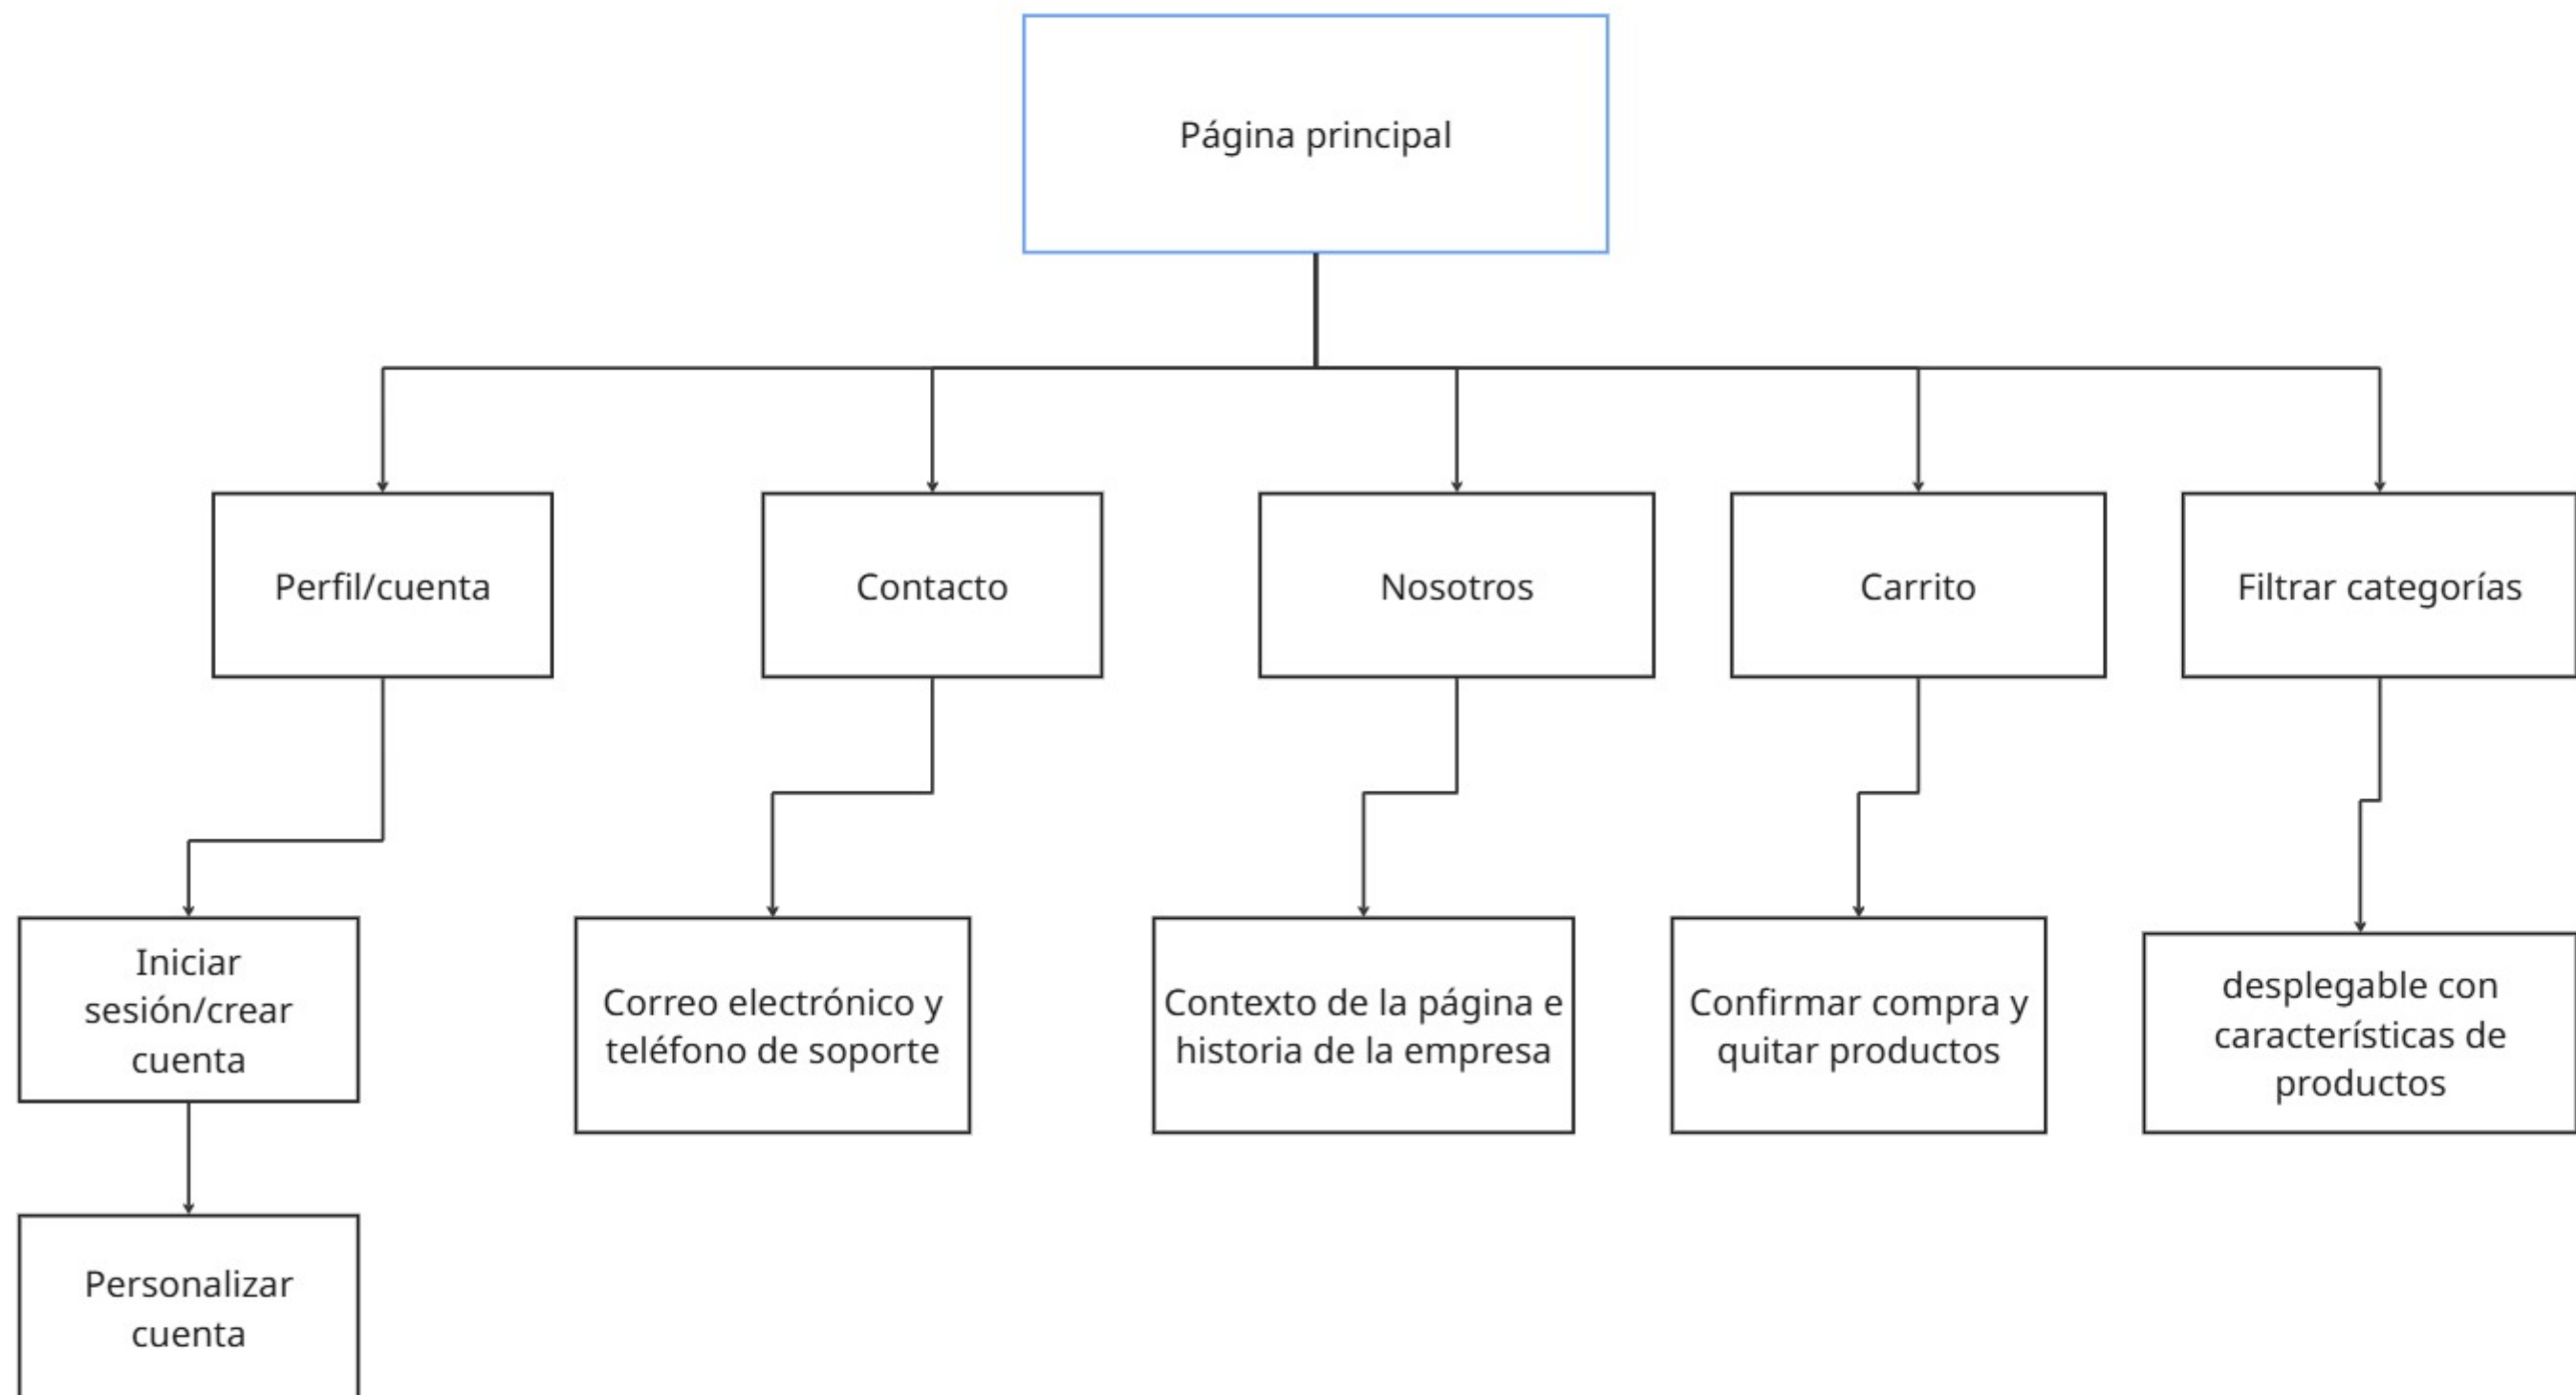 Página principal
Perfil/cuenta
Contacto
Nosotros
Carrito
Filtrar categorías
Iniciar
sesión/crear
cuenta
Correo electrónico y
teléfono de soporte
Contexto de la página e
historia de la empresa
Confirmar compra y
quitar productos
desplegable con
características de
productos
Personalizar
cuenta